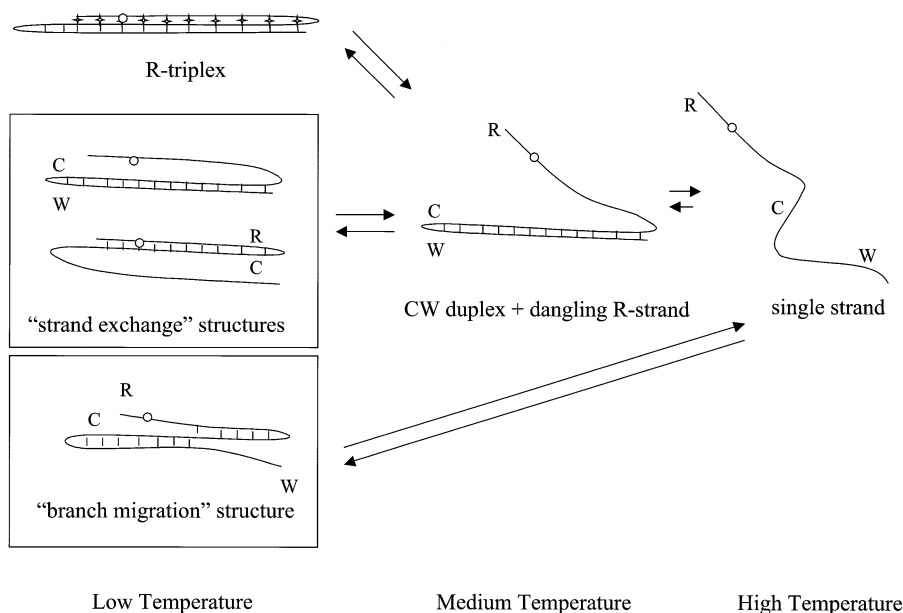 R-triplex
C
W
R
C
“strand exchange” structures
R
C
W
“branch migration” structure
R
C
W
CW duplex + dangling R-strand
R
C
W
single strand
Low Temperature
Medium Temperature
High Temperature